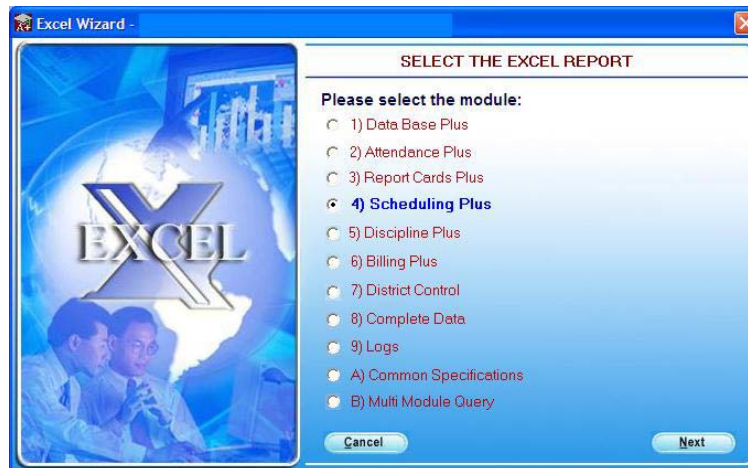 Excel Wizard -
SELECT THE EXCEL REPORT
Please select the module:
1) Data Base Plus
2) Attendance Plus
3) Report Cards Plus
4) Scheduling Plus
5) Discipline Plus
6) Billing Plus
7) District Control
8) Complete Data
9) Logs
A) Common Specifications
B) Multi Module Query
X
EXCEL
Cancel
Next